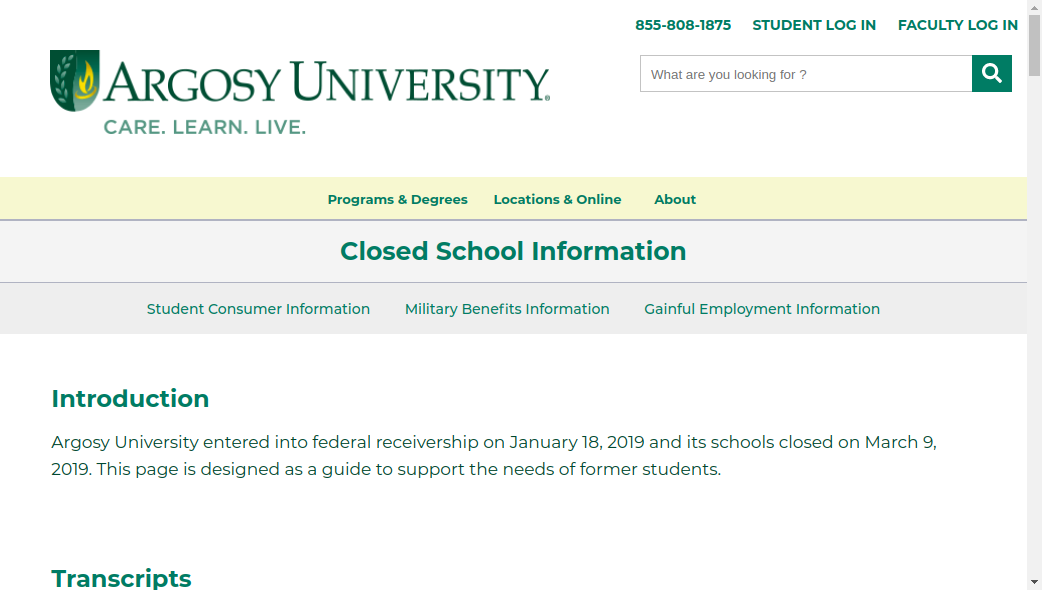 855-808-1875 STUDENT LOG IN FACULTY LOG IN
ARGOSY UNIVERSITY®
CARE. LEARN. LIVE.
What are you looking for ?
Programs & Degrees Locations & Online About
Closed School Information
Student Consumer Information Military Benefits Information Gainful Employment Information
Introduction
Argosy University entered into federal receivership on January 18, 2019 and its schools closed on March 9,
2019. This page is designed as a guide to support the needs of former students.
Transcripts